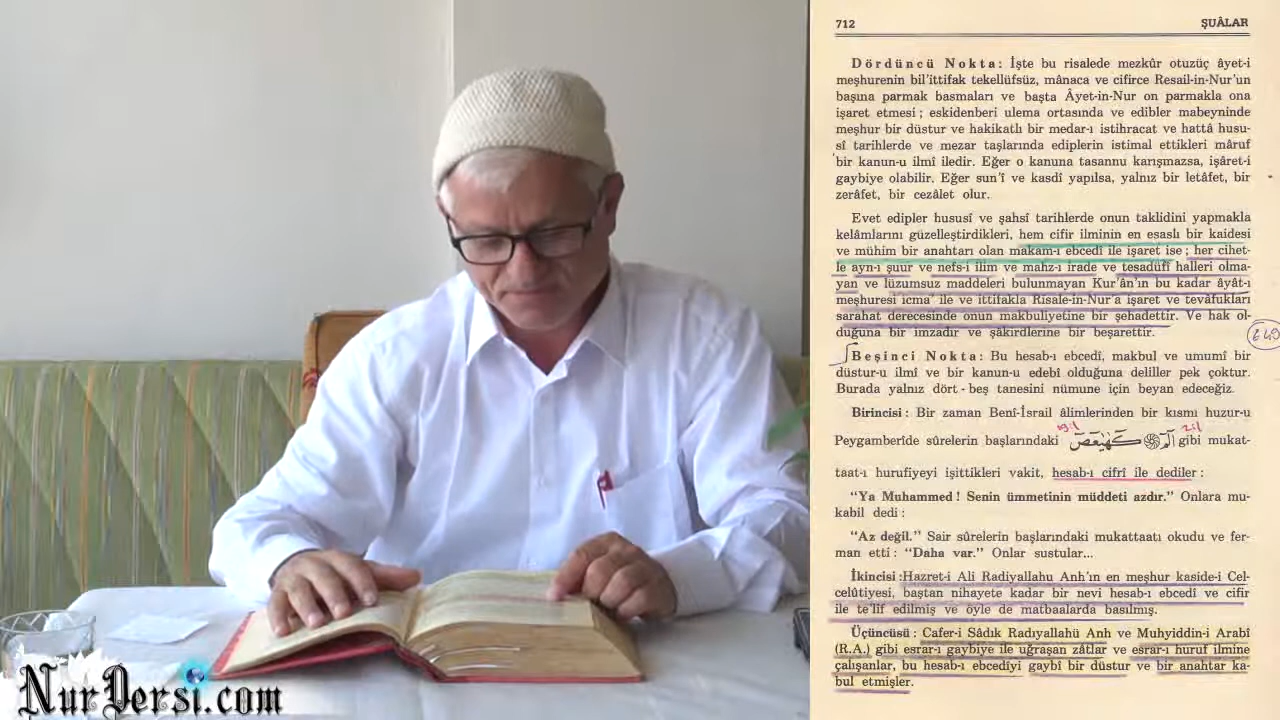 712 ŞUÂLAR
Dördüncü Nokta: İşte bu risalede mezkûr otuzüç âyet-i
meşhurenin bil'ittifak tekellüfsüz, mânaca ve cifirce Resail-in-Nur'un
başına parmak basmaları ve başta Âyet-in-Nur on parmakla ona
işaret etmesi; eskidenberi ulema ortasında ve edibler mabeyninde
meşhur bir düstur ve hakikatlı bir medar-ı istihracat ve hattâ husu-
sî tarihlerde ve mezar taşlarında ediplerin istimal ettikleri mâruf
bir kanun-u ilmî iledir. Eğer o kanuna tasannu karışmazsa, işâret-i
gaybiye olabilir. Eğer sun'î ve kasdî yapılsa, yalnız bir letâfet, bir
zerâfet, bir cezâlet olur.
Evet edipler hususî ve şahsî tarihlerde onun taklidini yapmakla
kelâmlarını güzelleştirdikleri, hem cifir ilminin en esaslı bir kaidesi
ve mühim bir anahtarı olan makam-ı ebcedî ile işaret ise; her cihet-
le ayn-ı şuur ve nefs-i ilim ve mahz-ı irade ve tesadüfî halleri olma-
yan ve lüzumsuz maddeleri bulunmayan Kur'ân'ın bu kadar âyât-ı
meşhuresi icma' ile ve ittifakla Risale-in-Nur'a işaret ve tevâfukları
sarahat derecesinde onun makbuliyetine bir şehadettir. Ve hak ol-
duğuna bir imzadır ve şâkirdlerine bir beşarettir.
Beşinci Nokta: Bu hesab-ı ebcedî, makbul ve umumî bir
düstur-u ilmî ve bir kanun-u edebî olduğuna deliller pek çoktur.
Burada yalnız dört - beş tanesini nümune için beyan edeceğiz.
Birincisi: Bir zaman Benî-İsrail âlimlerinden bir kısmı huzur-u
Peygamberîde sûrelerin başlarındaki الٓمٓ كٓهٰيٰعٓصٓ gibi mukat-
taat-ı hurufiyeyi işittikleri vakit, hesab-ı cifrî ile dediler:
"Ya Muhammed! Senin ümmetinin müddeti azdır." Onlara mu-
kabil dedi:
"Az değil." Sair sûrelerin başlarındaki mukattaatı okudu ve fer-
man etti: "Daha var." Onlar sustular...
İkincisi: Hazret-i Ali Radiyallahu Anh'ın en meşhur kaside-i Cel-
celûtiyesi, baştan nihayete kadar bir nevi hesab-ı ebcedî ve cifir
ile te'lif edilmiş ve öyle de matbaalarda basılmış.
Üçüncüsü: Cafer-i Sâdık Radıyallahü Anh ve Muhyiddin-i Arabî
(R.A.) gibi esrar-ı gaybiye ile uğraşan zâtlar ve esrar-ı huruf ilmine
çalışanlar, bu hesab-ı ebcediyi gaybî bir düstur ve bir anahtar ka-
bul etmişler.
NurDersi.com